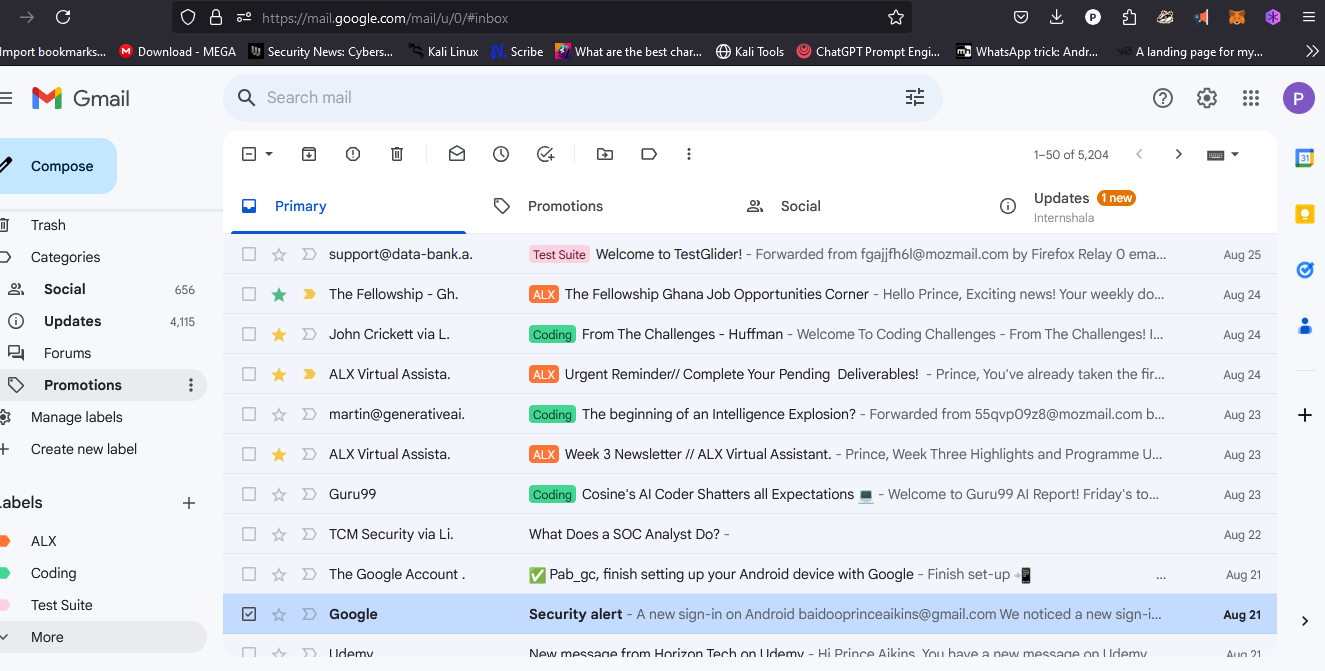 https://mail.google.com/mail/u/0/#inbox
Import bookmarks... Download - MEGA Security News: Cybers... Kali Linux Scribe What are the best char... Kali Tools ChatGPT Prompt Engi... WhatsApp trick: Andr... A landing page for my...
Gmail
Search mail
P
Compose
1–50 of 5,204
Primary
Promotions
Social
Updates 1 new
Internshala
Trash
Categories
Social 656
Updates 4,115
Forums
Promotions
Manage labels
Create new label
Labels
ALX
Coding
Test Suite
More
support@data-bank.a. Test Suite Welcome to TestGlider! - Forwarded from fgajjfh6l@mozmail.com by Firefox Relay 0 ema... Aug 25
The Fellowship - Gh. ALX The Fellowship Ghana Job Opportunities Corner - Hello Prince, Exciting news! Your weekly do... Aug 24
John Crickett via L. Coding From The Challenges - Huffman - Welcome To Coding Challenges - From The Challenges! I... Aug 24
ALX Virtual Assista. ALX Urgent Reminder// Complete Your Pending Deliverables! - Prince, You've already taken the fir... Aug 24
martin@generativeai. Coding The beginning of an Intelligence Explosion? - Forwarded from 55qvp09z8@mozmail.com b... Aug 23
ALX Virtual Assista. ALX Week 3 Newsletter // ALX Virtual Assistant. - Prince, Week Three Highlights and Programme U... Aug 23
Guru99 Coding Cosine's AI Coder Shatters all Expectations 💻 - Welcome to Guru99 AI Report! Friday's to... Aug 23
TCM Security via Li. What Does a SOC Analyst Do? - Aug 22
The Google Account . ✅ Pab_gc, finish setting up your Android device with Google - Finish set-up 📲 ... Aug 21
Google Security alert - A new sign-in on Android baidooprinceaikins@gmail.com We noticed a new sign-i... Aug 21
Udemy New message from Horizon Tech on Udemy - Hi Prince Aikins, You have a new message on Udemy Aug 21
31